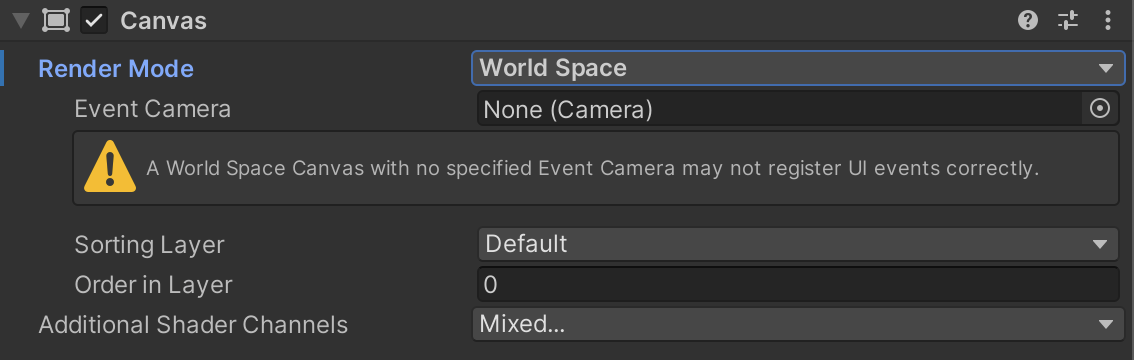 Canvas
Render Mode World Space
Event Camera None (Camera)
A World Space Canvas with no specified Event Camera may not register UI events correctly.
Sorting Layer Default
Order in Layer 0
Additional Shader Channels Mixed...